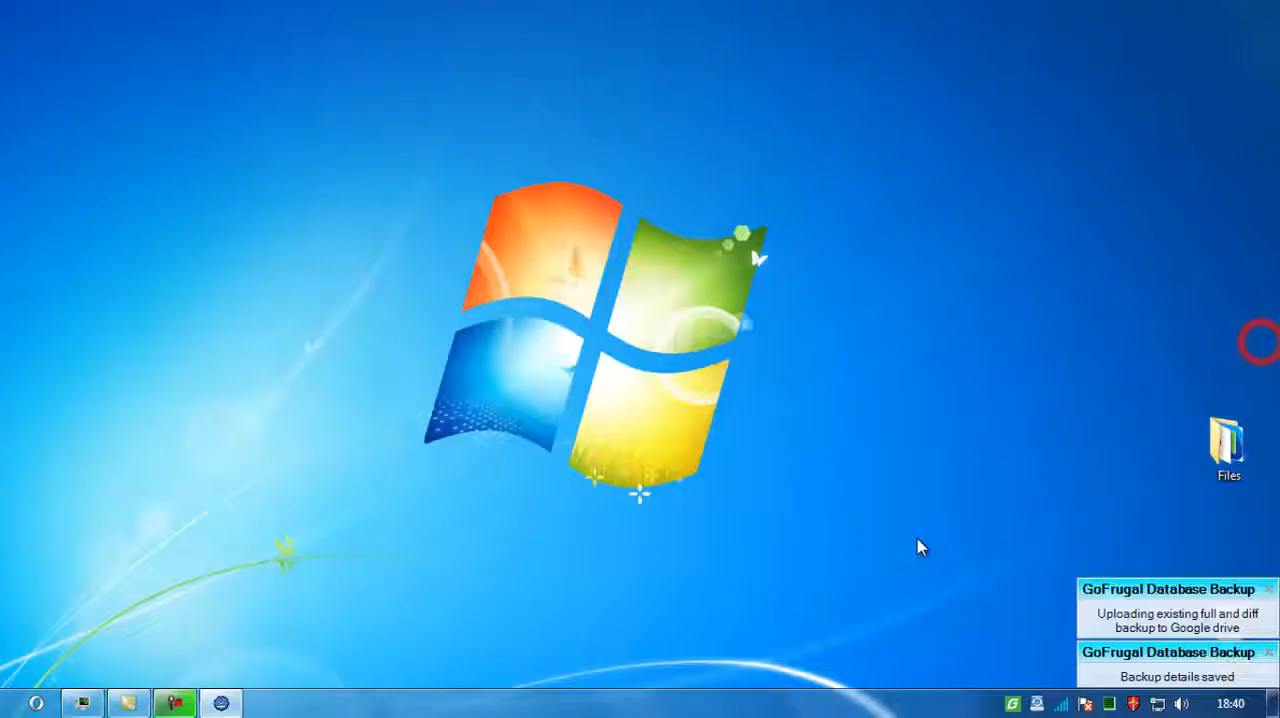 Files
GoFrugal Database Backup
Uploading existing full and diff
backup to Google drive
GoFrugal Database Backup
Backup details saved
18:40